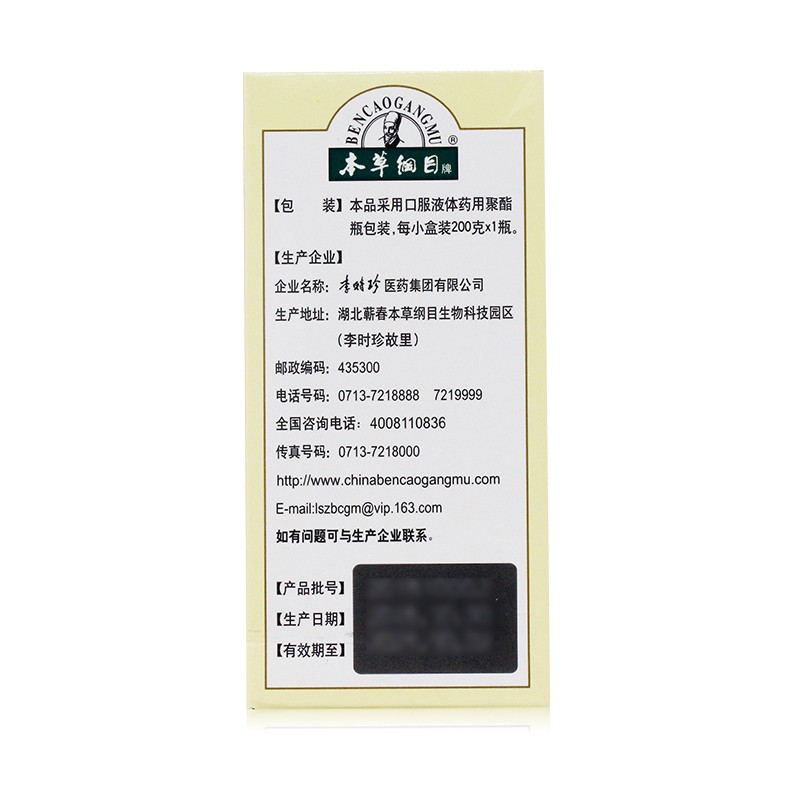 BENCAOGANGMU ®
本草纲目牌
【包　　装】本品采用口服液体药用聚酯
瓶包装,每小盒装200克x1瓶。
【生产企业】
企业名称：李时珍医药集团有限公司
生产地址：湖北蕲春本草纲目生物科技园区
（李时珍故里）
邮政编码：435300
电话号码：0713-7218888　7219999
全国咨询电话：4008110836
传真号码：0713-7218000
http://www.chinabencaogangmu.com
E-mail:lszbcgm@vip.163.com
如有问题可与生产企业联系。
【产品批号】
【生产日期】
【有效期至】